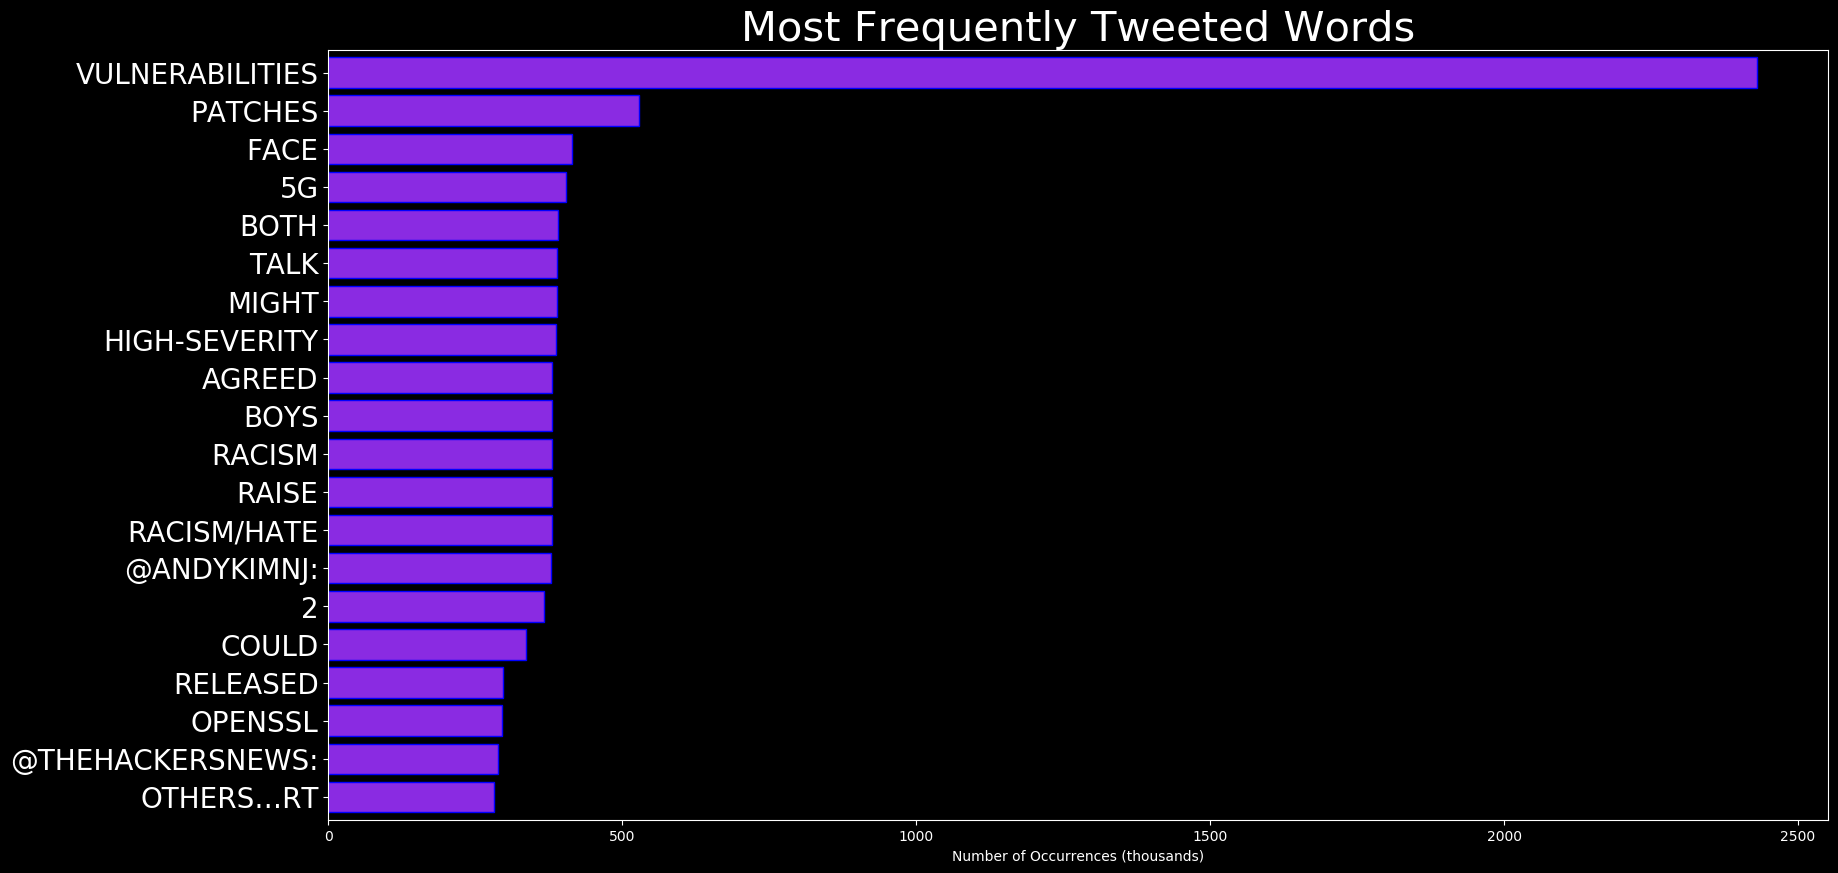 Most Frequently Tweeted Words
VULNERABILITIES
PATCHES
FACE
5G
BOTH
TALK
MIGHT
HIGH-SEVERITY
AGREED
BOYS
RACISM
RAISE
RACISM/HATE
@ANDYKIMNJ:
2
COULD
RELEASED
OPENSSL
@THEHACKERSNEWS:
OTHERS...RT
0 500 1000 1500 2000 2500
Number of Occurrences (thousands)